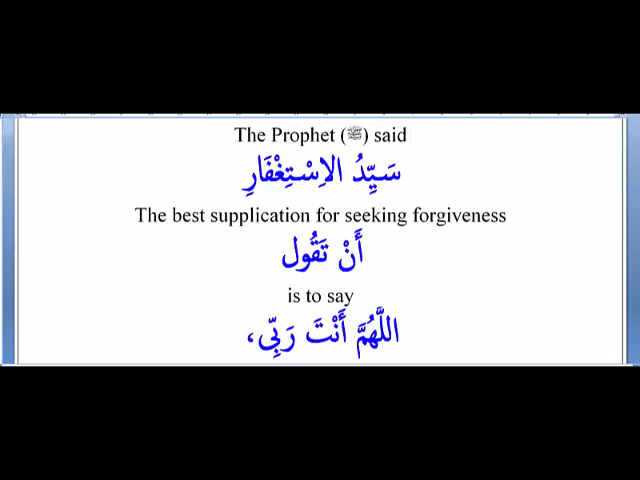 The Prophet (ﷺ) said
سَيِّدُ الاِسْتِغْفَارِ
The best supplication for seeking forgiveness
أَنْ تَقُول
is to say
اللَّهُمَّ أَنْتَ رَبِّي،